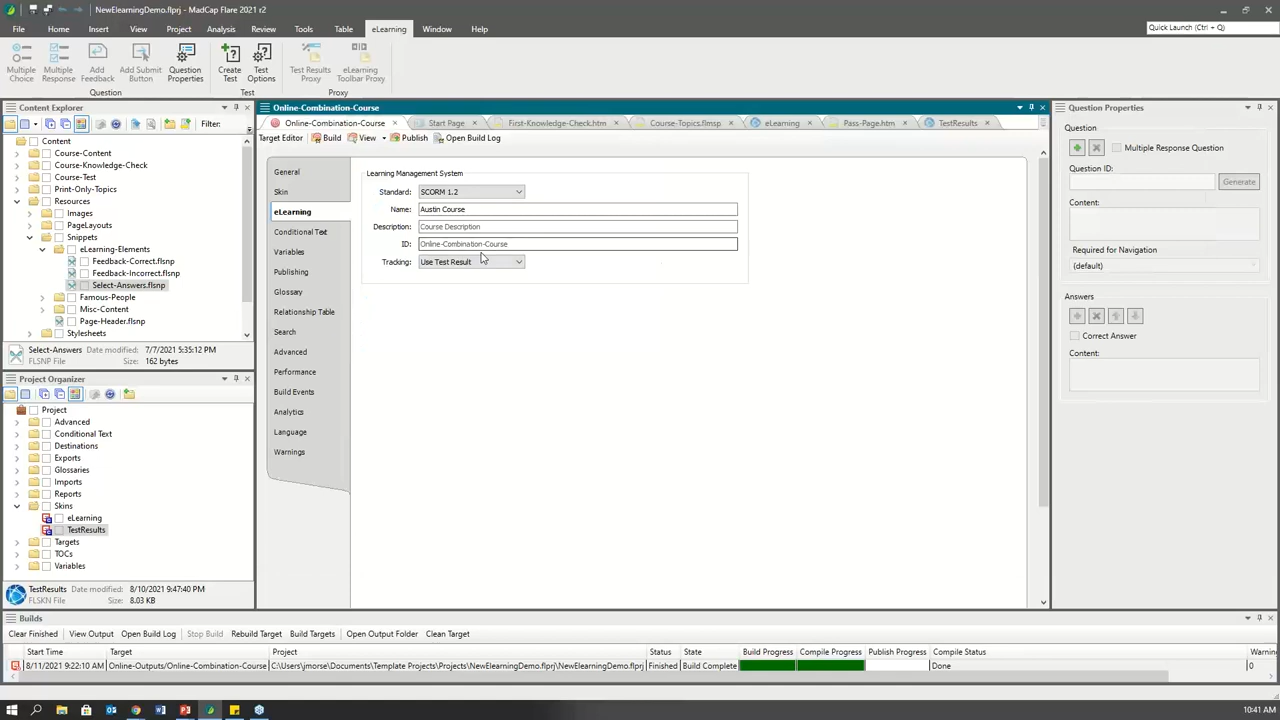 NewElearningDemo.flprj - MadCap Flare 2021 r2
File Home Insert View Project Analysis Review Tools Table eLearning Window Help
Quick Launch (Ctrl + Q)
Multiple Choice
Multiple Response
Add Feedback
Add Submit Button
Question Properties
Create Test
Test Options
Test Results Proxy
eLearning Toolbar Proxy
Question
Test
Proxy
Content Explorer
Filter:
Content
Course-Content
Course-Knowledge-Check
Course-Test
Print-Only-Topics
Resources
Images
PageLayouts
Snippets
eLearning-Elements
Feedback-Correct.flsnp
Feedback-Incorrect.flsnp
Select-Answers.flsnp
Famous-People
Misc-Content
Page-Header.flsnp
Stylesheets
Select-Answers Date modified: 7/7/2021 5:35:12 PM
FLSNP File Size: 162 bytes
Project Organizer
Project
Advanced
Conditional Text
Destinations
Exports
Glossaries
Imports
Reports
Skins
eLearning
TestResults
Targets
TOCs
Variables
TestResults Date modified: 8/10/2021 9:47:40 PM
FLSKN File Size: 8.03 KB
Online-Combination-Course
Online-Combination-Course Start Page First-Knowledge-Check.htm Course-Topics.flmsp eLearning Pass-Page.htm TestResults
Target Editor Build View Publish Open Build Log
General
Skin
eLearning
Conditional Text
Variables
Publishing
Glossary
Relationship Table
Search
Advanced
Performance
Build Events
Analytics
Language
Warnings
Learning Management System
Standard: SCORM 1.2
Name: Austin Course
Description: Course Description
ID: Online-Combination-Course
Tracking: Use Test Result
Question Properties
Question
Multiple Response Question
Question ID:
Generate
Content:
Required for Navigation
(default)
Answers
Correct Answer
Content:
Builds
Clear Finished View Output Open Build Log Stop Build Rebuild Target Build Targets Open Output Folder Clean Target
Start Time Target Project Status State Build Progress Compile Progress Publish Progress Compile Status Warning
8/11/2021 9:22:10 AM Online-Outputs/Online-Combination-Course C:\Users\jmorse\Documents\Template Projects\Projects\NewElearningDemo.flprj\NewElearningDemo.flprj Finished Build Complete Done 0
10:41 AM